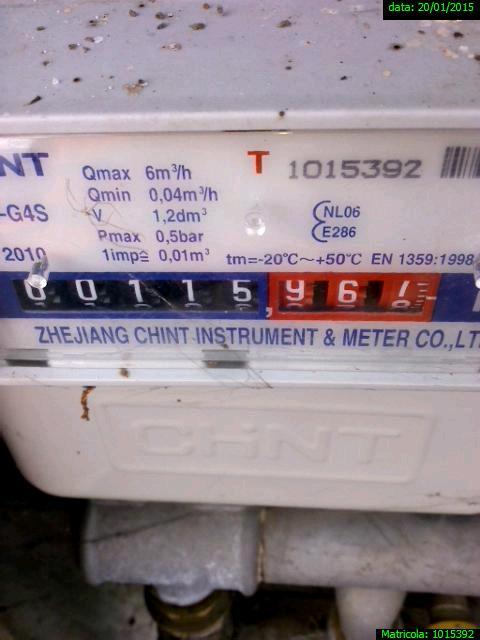 data: 20/01/2015
NT
Qmax 6m³/h
T 1015392
Qmin 0,04m³/h
-G4S
V 1,2dm³
NL06
Pmax 0,5bar
E286
2010
1imp≙ 0,01m³
tm=-20°C~+50°C EN 1359:1998
00115,967
ZHEJIANG CHINT INSTRUMENT & METER CO.,LT
CHNT
Matricola: 1015392